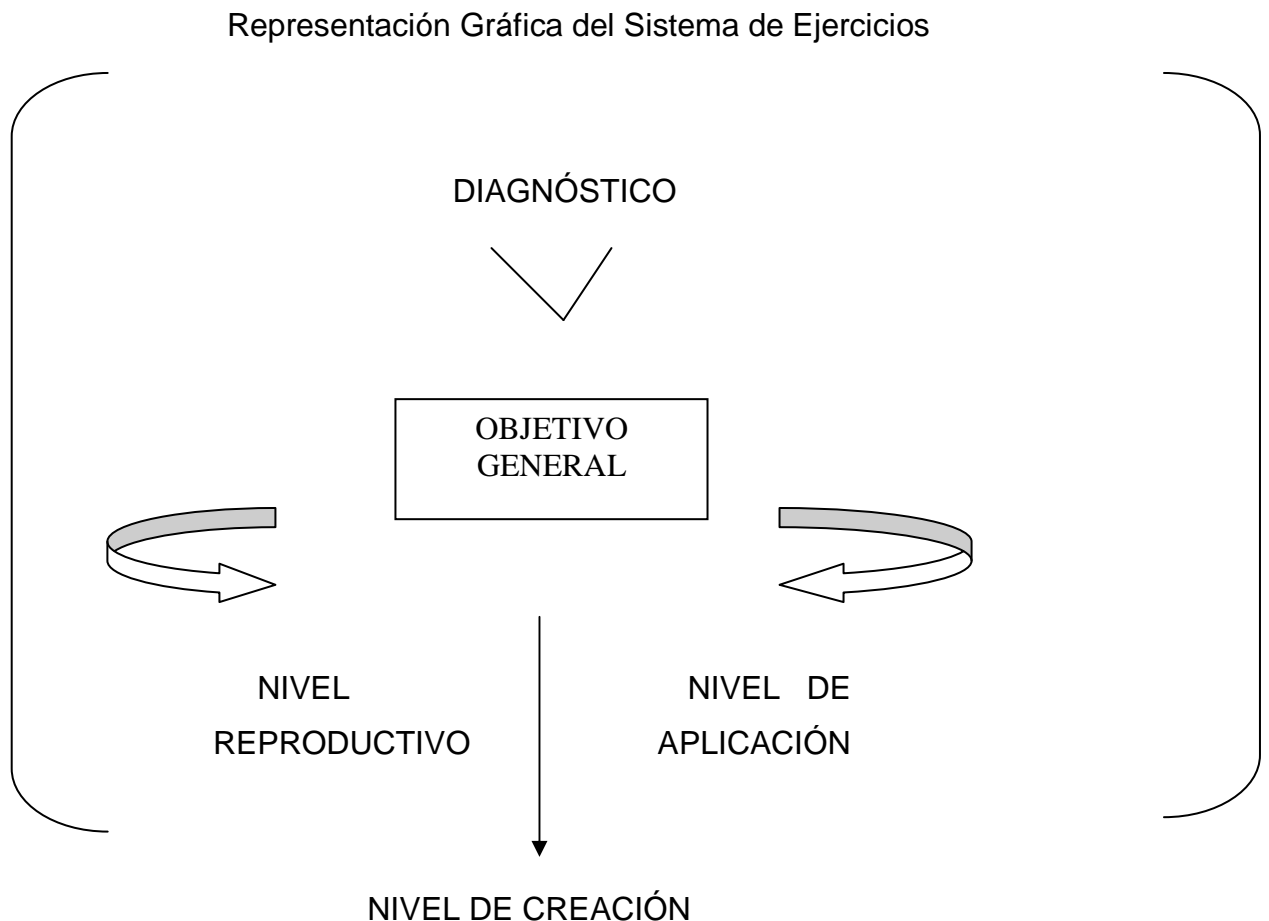 Representación Gráfica del Sistema de Ejercicios
DIAGNÓSTICO
OBJETIVO
GENERAL
NIVEL
REPRODUCTIVO
NIVEL DE
APLICACIÓN
NIVEL DE CREACIÓN